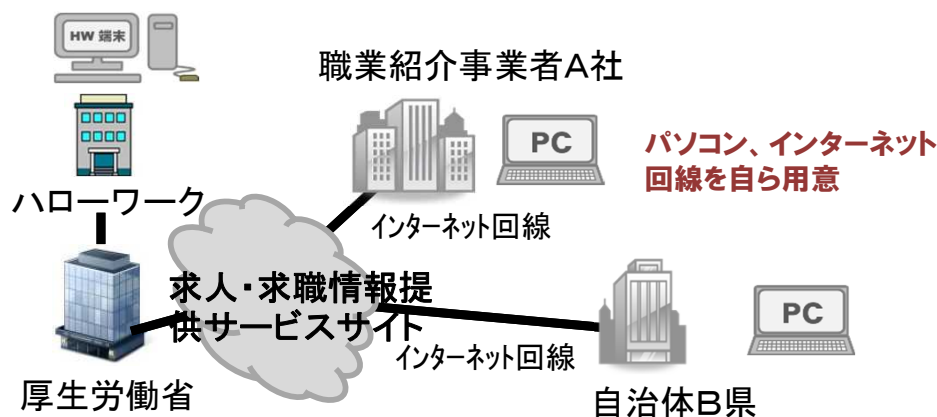 HW 端末
職業紹介事業者A社
PC
パソコン、インターネット
回線を自ら用意
ハローワーク
インターネット回線
求人・求職情報提
供サービスサイト
インターネット回線
PC
厚生労働省
自治体B県